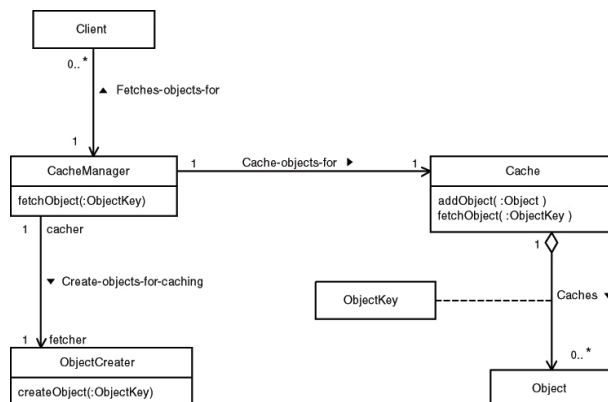 Client
0..*
▲ Fetches-objects-for
1
CacheManager
fetchObject(:ObjectKey)
1 Cache-objects-for ▶ 1
Cache
addObject( :Object )
fetchObject( :ObjectKey )
1 cacher
▼ Create-objects-for-caching
1 fetcher
ObjectCreater
createObject(:ObjectKey)
1
ObjectKey
Caches ▼
0..*
Object